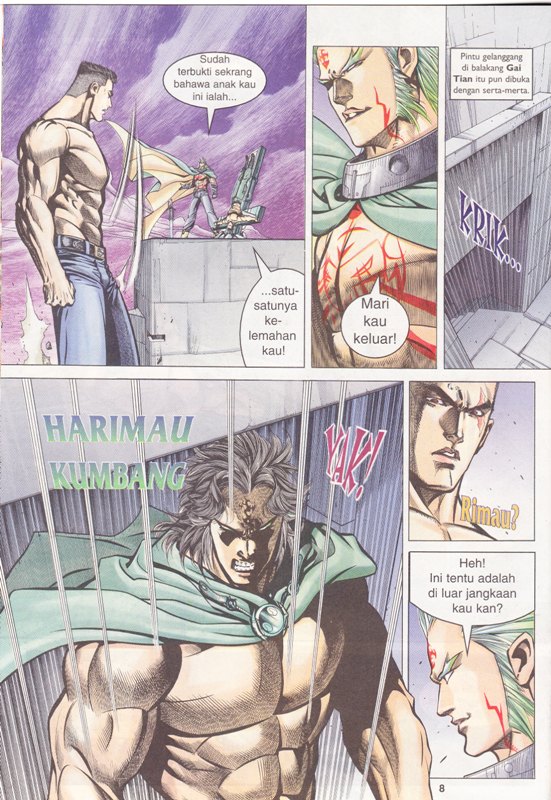 Sudah
terbukti sekrang
bahawa anak kau
ini ialah...
...satu-
satunya
ke-
lemahan
kau!
Mari
kau
keluar!
Pintu gelanggang
di balakang Gai
Tian itu pun dibuka
dengan serta-merta.
KRIK...
HARIMAU
KUMBANG
YAK!
Rimau?
Heh!
Ini tentu adalah
di luar jangkaan
kau kan?
8